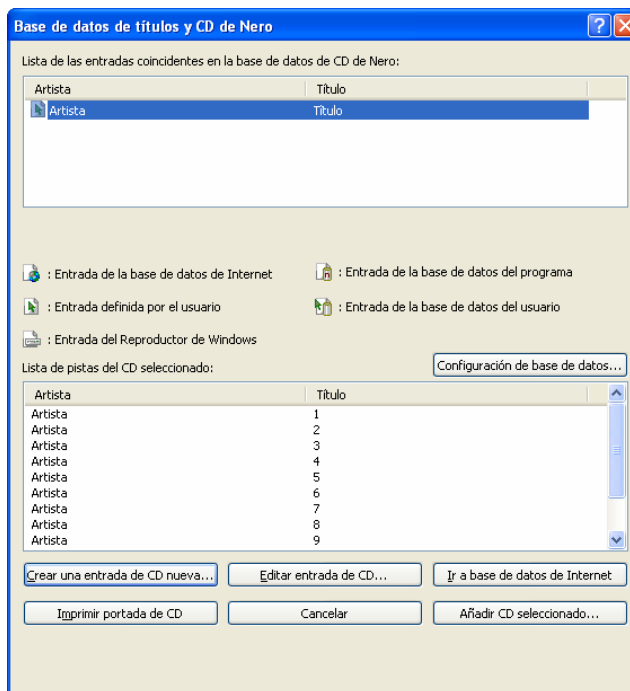 Base de datos de títulos y CD de Nero
Lista de las entradas coincidentes en la base de datos de CD de Nero:
Artista Título
Artista Título
: Entrada de la base de datos de Internet : Entrada de la base de datos del programa
: Entrada definida por el usuario : Entrada de la base de datos del usuario
: Entrada del Reproductor de Windows
Lista de pistas del CD seleccionado: Configuración de base de datos...
Artista Título
Artista 1
Artista 2
Artista 3
Artista 4
Artista 5
Artista 6
Artista 7
Artista 8
Artista 9
Crear una entrada de CD nueva... Editar entrada de CD... Ir a base de datos de Internet
Imprimir portada de CD Cancelar Añadir CD seleccionado...